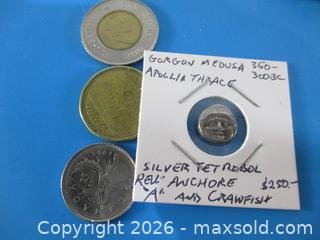 GORGON MEDUSA 350-
APOLLIA THRACE 300BC
SILVER TETROBOL
REV" ANCHORE $250-
"A" AND CRAWFISH
Copyright © 2026 - maxsold.com